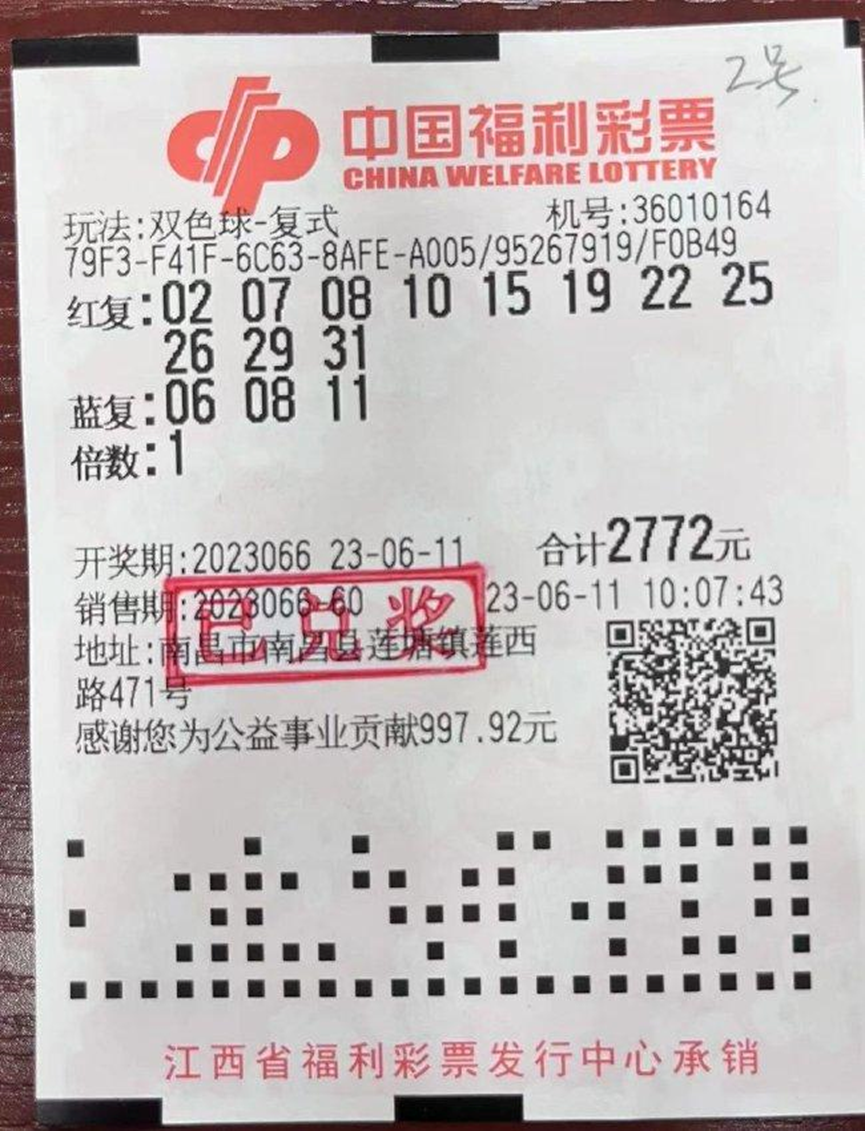 2号
中国福利彩票
CHINA WELFARE LOTTERY
玩法:双色球-复式 机号:36010164
79F3-F41F-6C63-8AFE-A005/95267919/F0B49
红复:02 07 08 10 15 19 22 25
26 29 31
蓝复:06 08 11
倍数:1
开奖期:2023066 23-06-11 合计2772元
销售期:2023066-60 23-06-11 10:07:43
已兑奖
地址:南昌市南昌县莲塘镇莲西
路471号
感谢您为公益事业贡献997.92元
江西省福利彩票发行中心承销